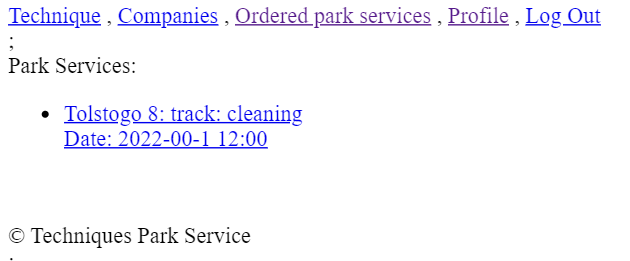 Technique , Companies , Ordered park services , Profile , Log Out
;
Park Services:
Tolstogo 8: track: cleaning
Date: 2022-00-1 12:00
© Techniques Park Service